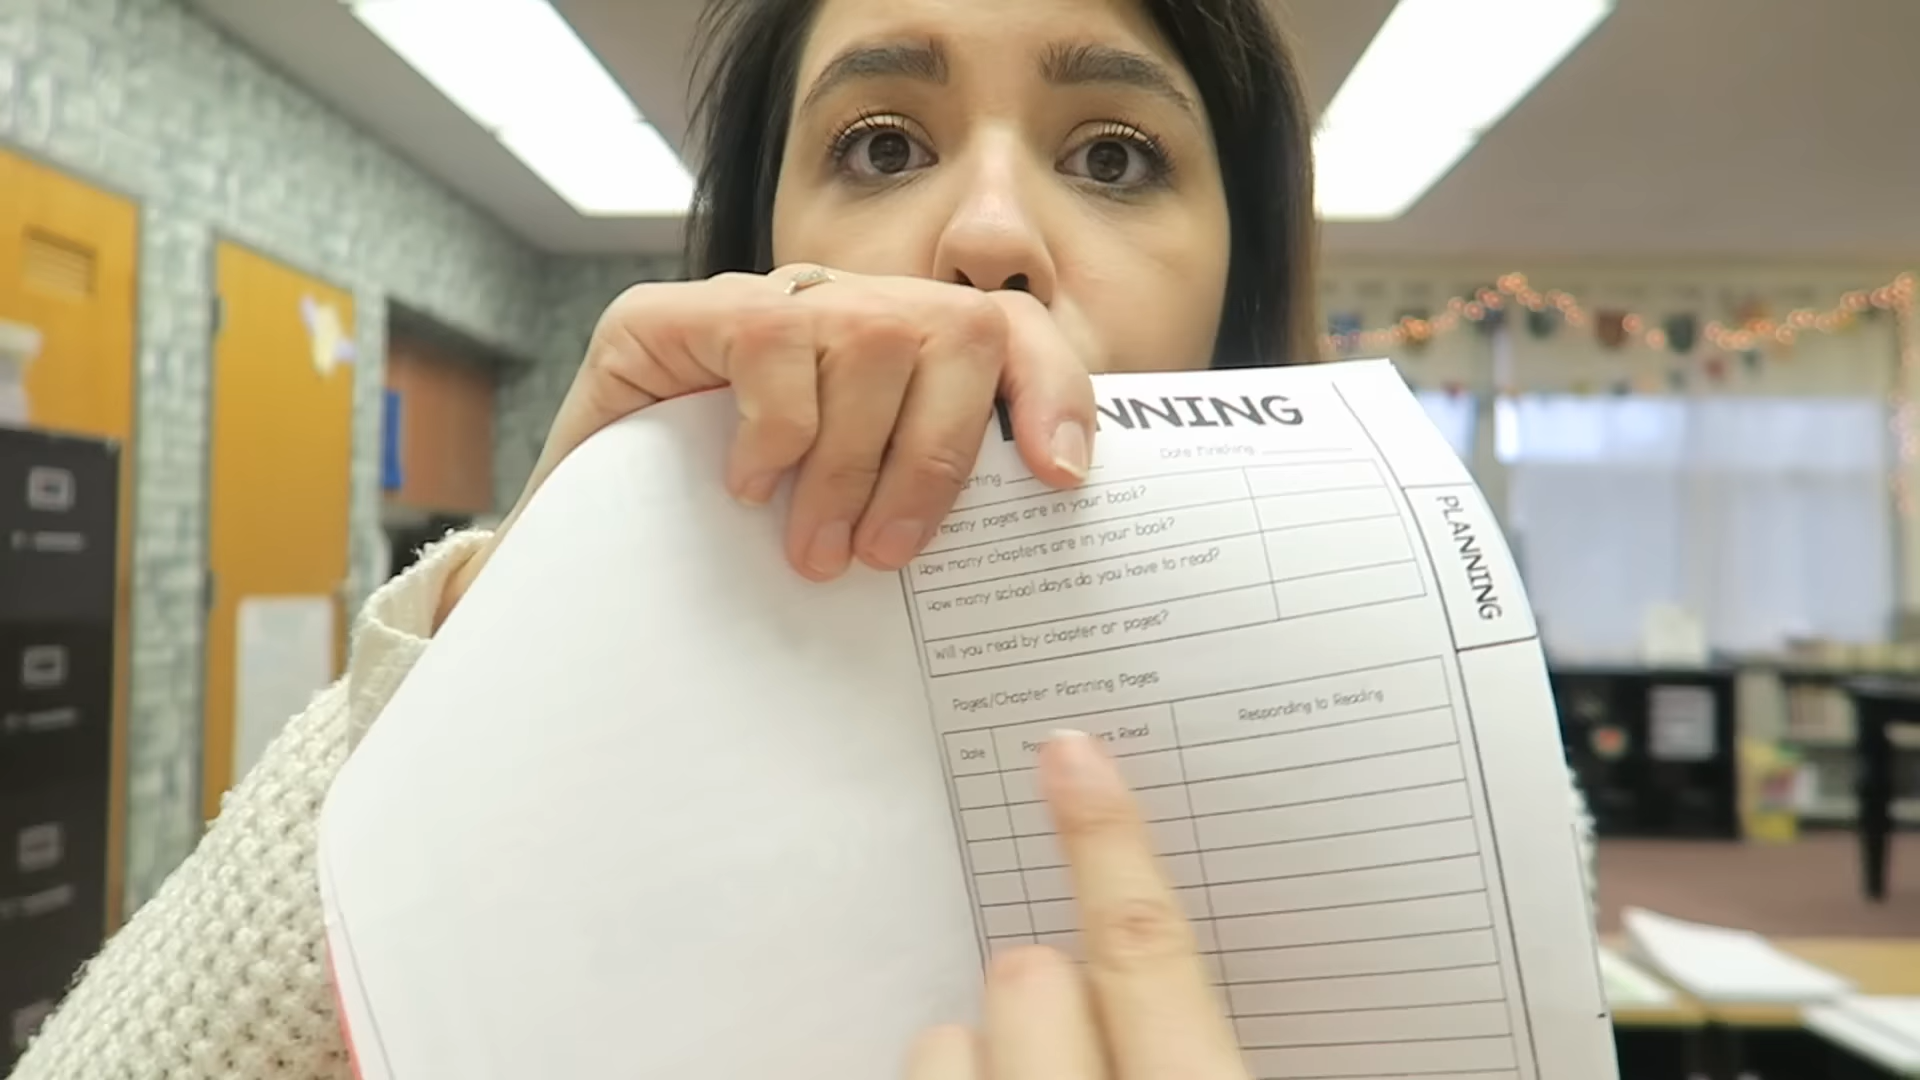 NNING
Date Finishing
rting
many pages are in your book?
How many chapters are in your book?
How many school days do you have to read?
Will you read by chapter or pages?
Pages/Chapter Planning Pages
Date
Read
Responding to Reading
PLANNING